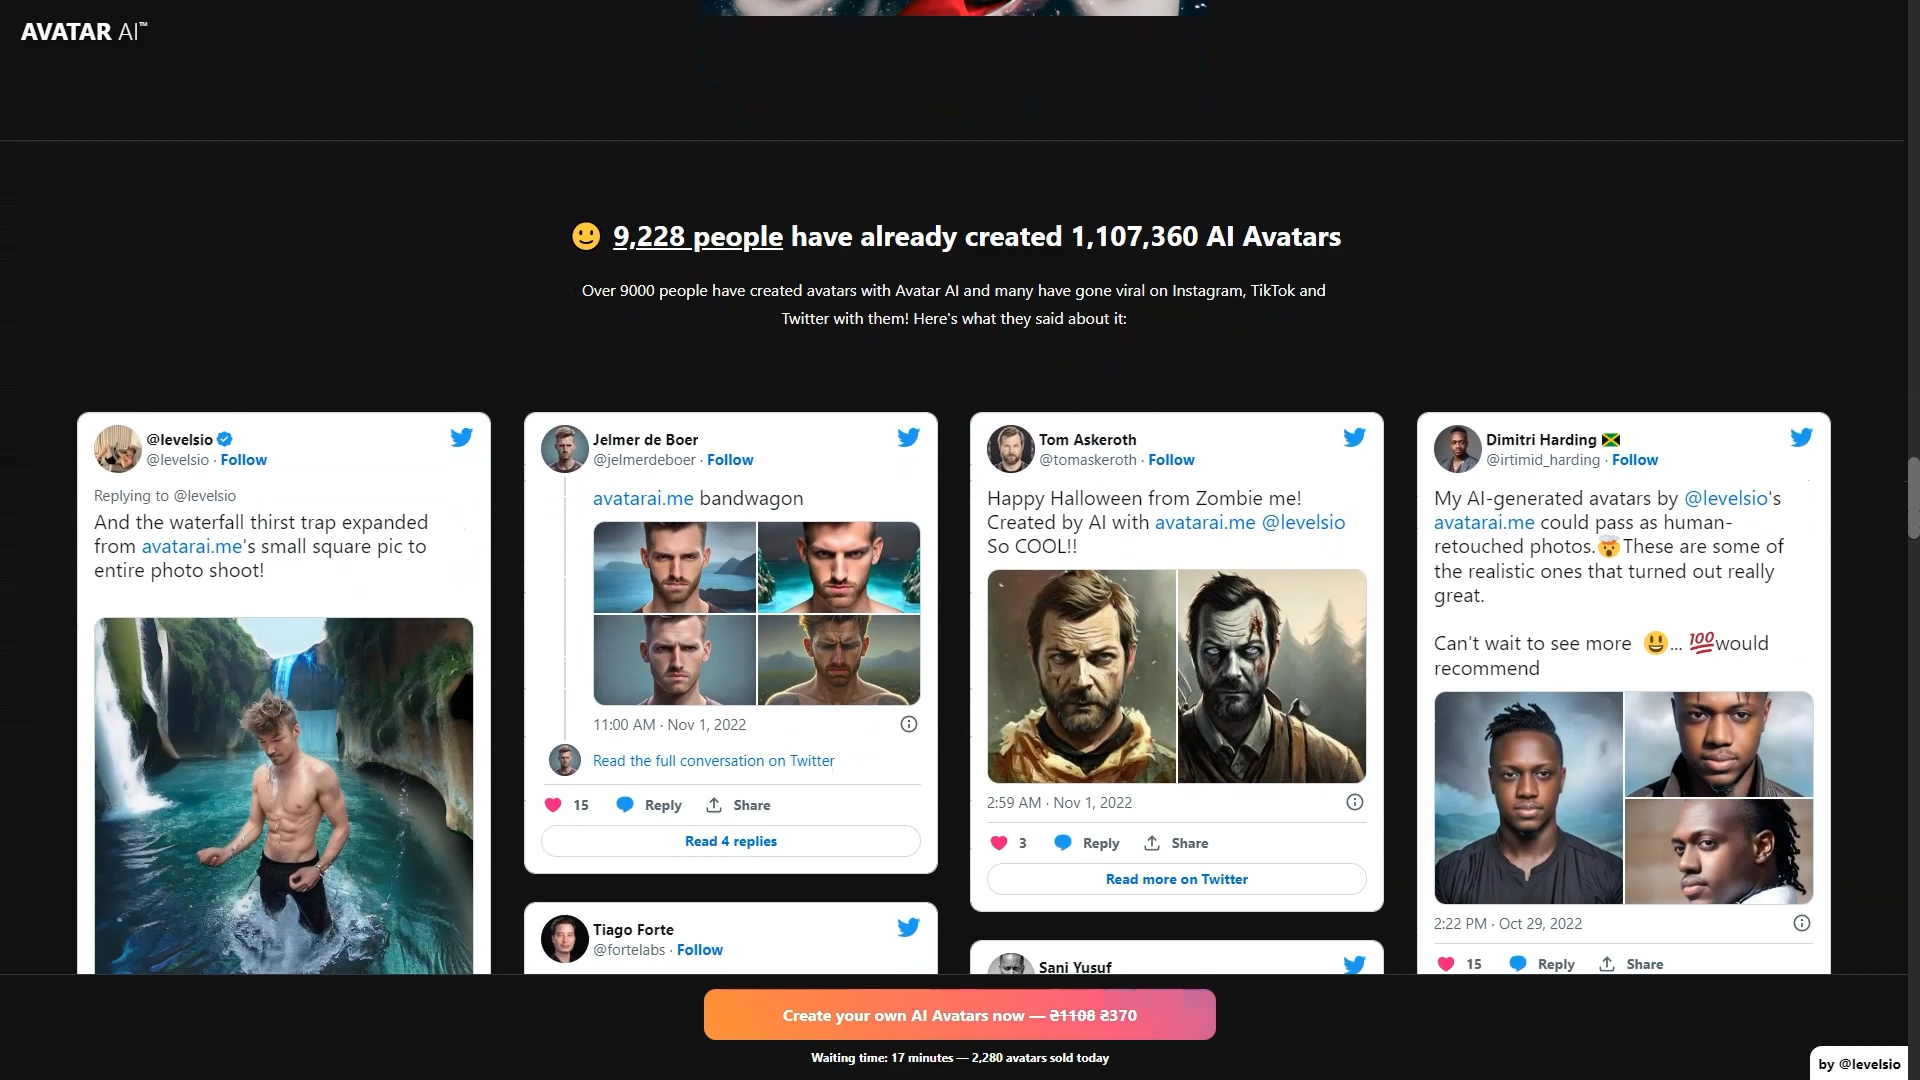 AVATAR AI™
🙂 9,228 people have already created 1,107,360 AI Avatars
Over 9000 people have created avatars with Avatar AI and many have gone viral on Instagram, TikTok and
Twitter with them! Here's what they said about it:
@levelsio
@levelsio · Follow
Replying to @levelsio
And the waterfall thirst trap expanded
from avatarai.me's small square pic to
entire photo shoot!
Jelmer de Boer
@jelmerdeboer · Follow
avatarai.me bandwagon
11:00 AM · Nov 1, 2022
Read the full conversation on Twitter
15 Reply Share
Read 4 replies
Tiago Forte
@fortelabs · Follow
Tom Askeroth
@tomaskeroth · Follow
Happy Halloween from Zombie me!
Created by AI with avatarai.me @levelsio
So COOL!!
2:59 AM · Nov 1, 2022
3 Reply Share
Read more on Twitter
Sani Yusuf
Dimitri Harding 🇯🇲
@irtimid_harding · Follow
My AI-generated avatars by @levelsio's
avatarai.me could pass as human-
retouched photos.🤯These are some of
the realistic ones that turned out really
great.
Can't wait to see more 😃... 💯would
recommend
2:22 PM · Oct 29, 2022
15 Reply Share
Create your own AI Avatars now — ₴1108 ₴370
Waiting time: 17 minutes — 2,280 avatars sold today
by @levelsio